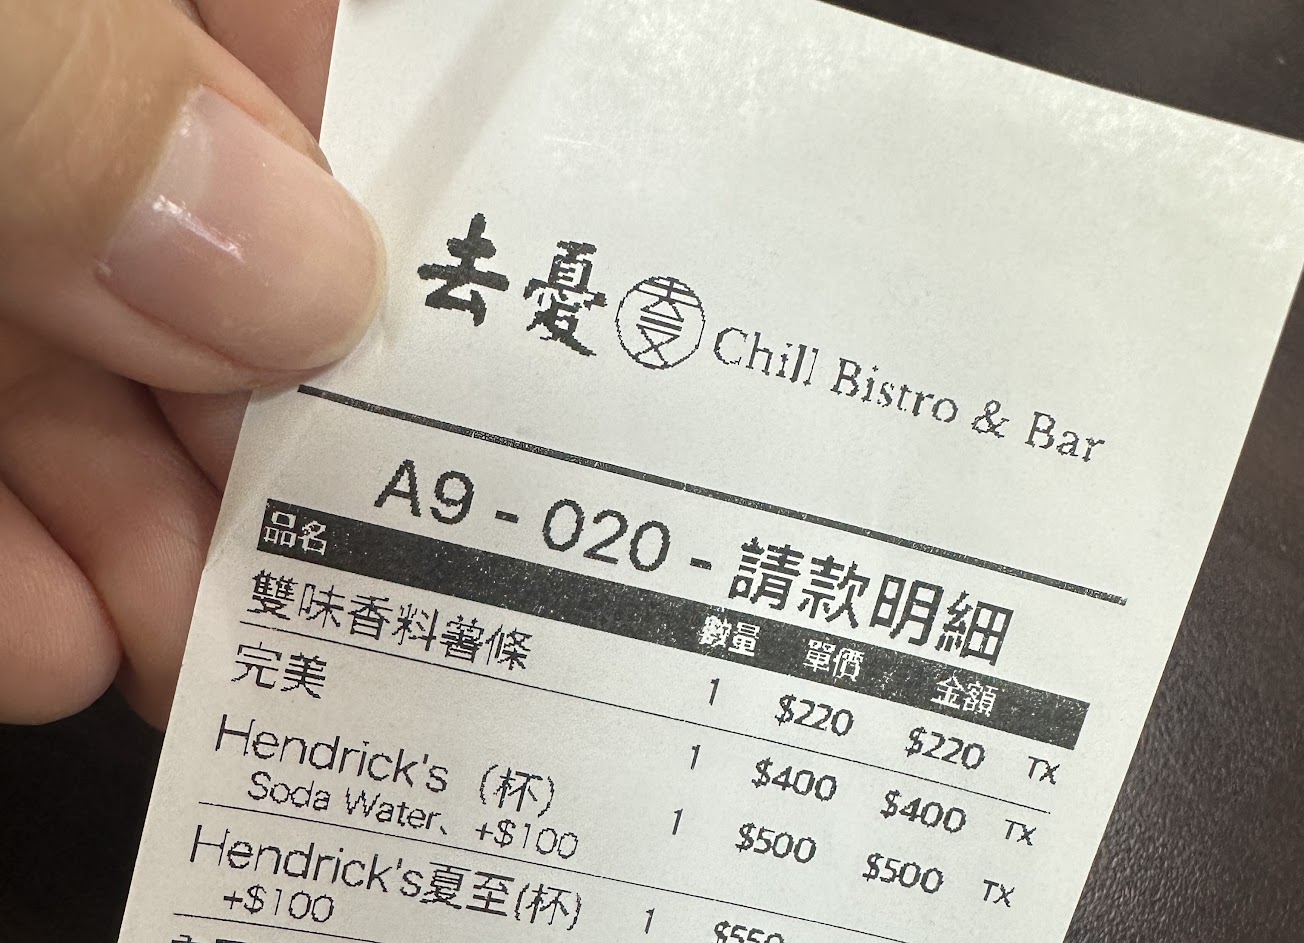 去憂 Chill Bistro & Bar
A9 - 020 - 請款明細
品名 數量 單價 金額
雙味香料薯條 1 $220 $220 TX
完美 1 $400 $400 TX
Hendrick's (杯) 1 $500 $500 TX
Soda Water、+$100
Hendrick's夏至(杯) 1 $550
+$100